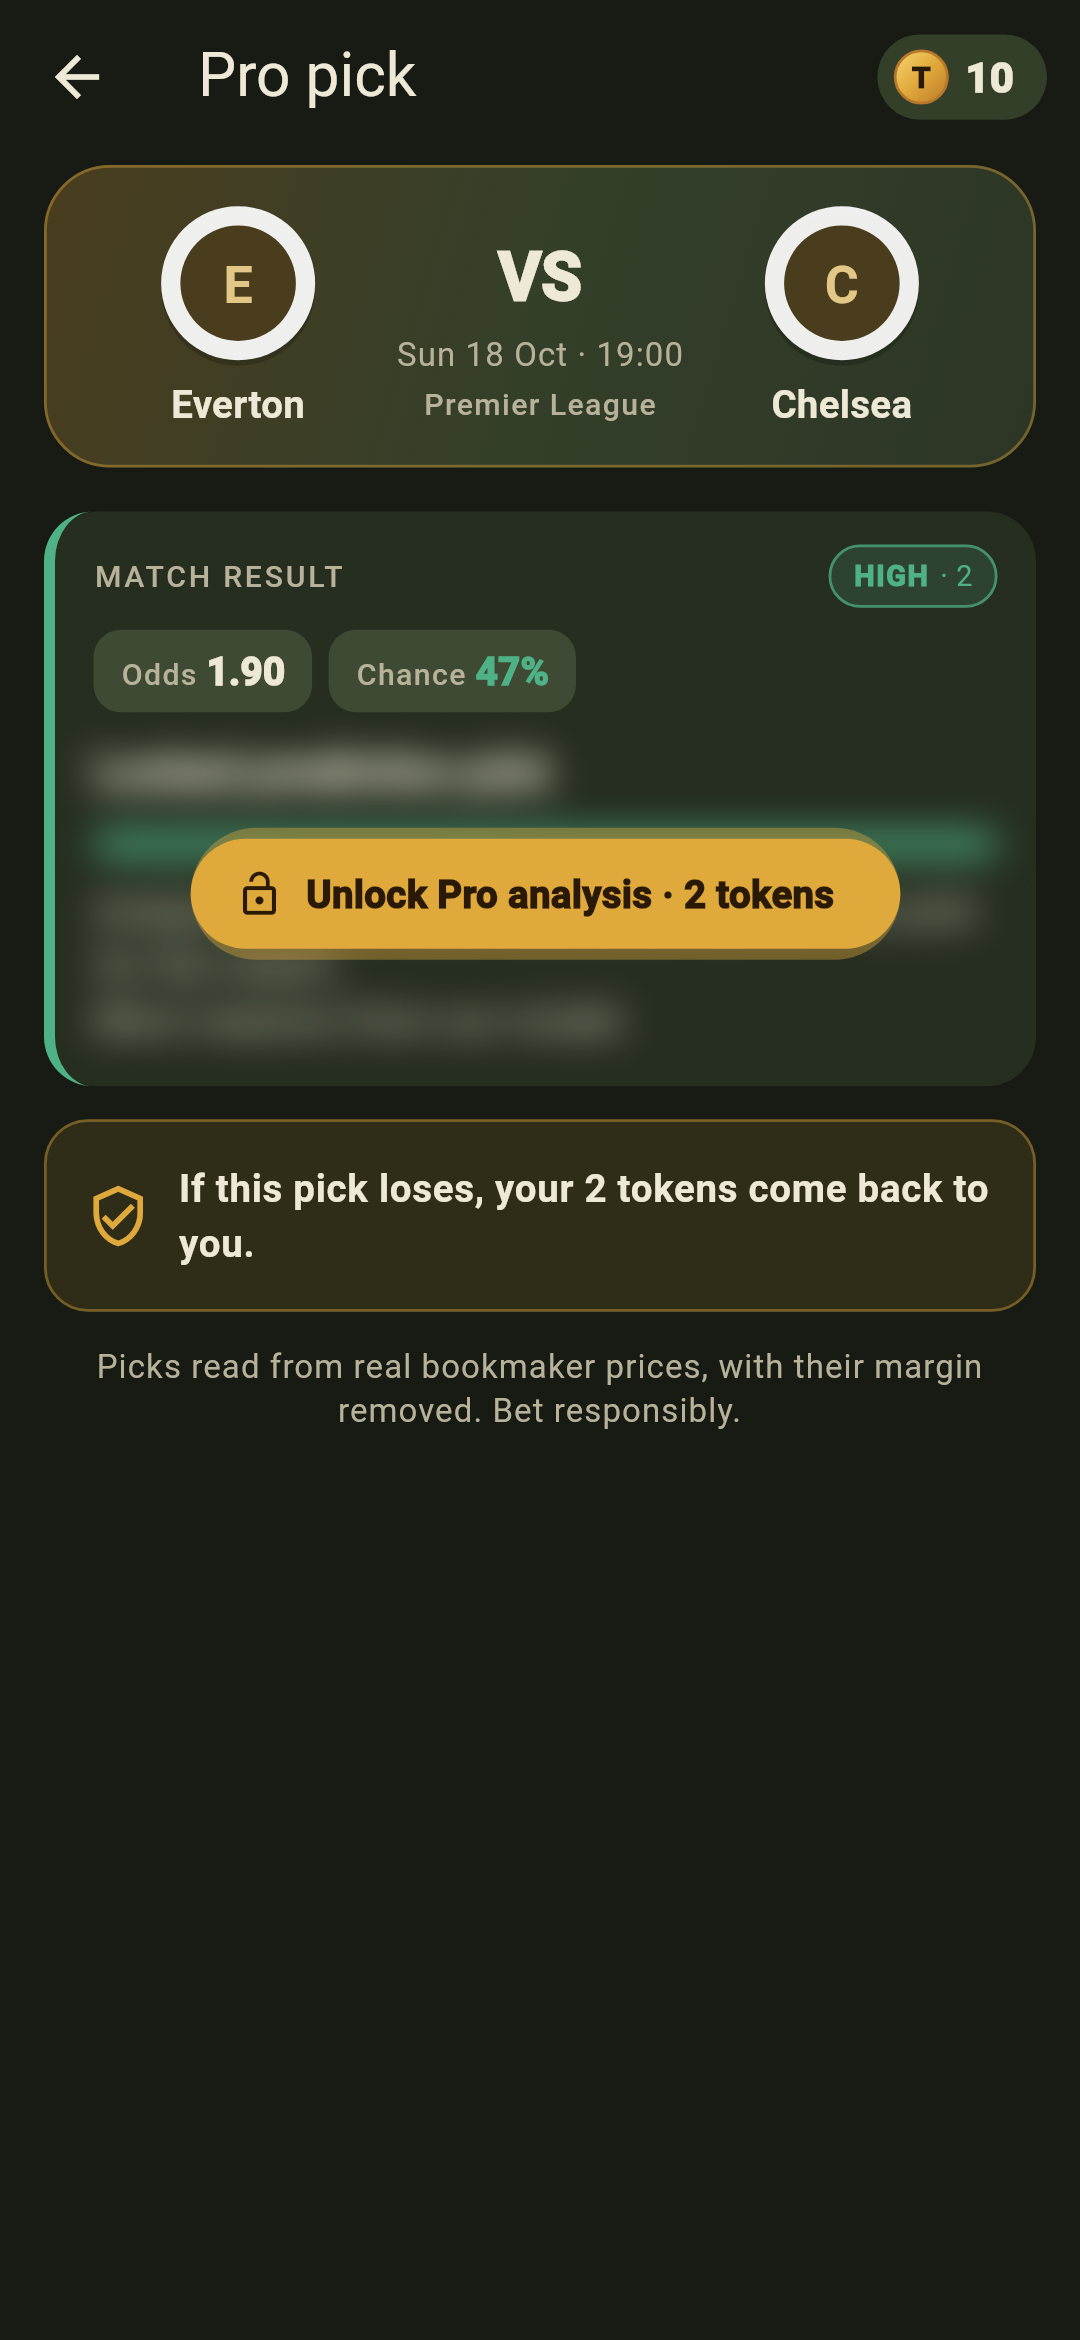 Pro pick
T 10
E
VS
C
Sun 18 Oct · 19:00
Everton
Premier League
Chelsea
MATCH RESULT
HIGH · 2
Odds 1.90
Chance 47%
Unlock Pro analysis · 2 tokens
If this pick loses, your 2 tokens come back to
you.
Picks read from real bookmaker prices, with their margin
removed. Bet responsibly.